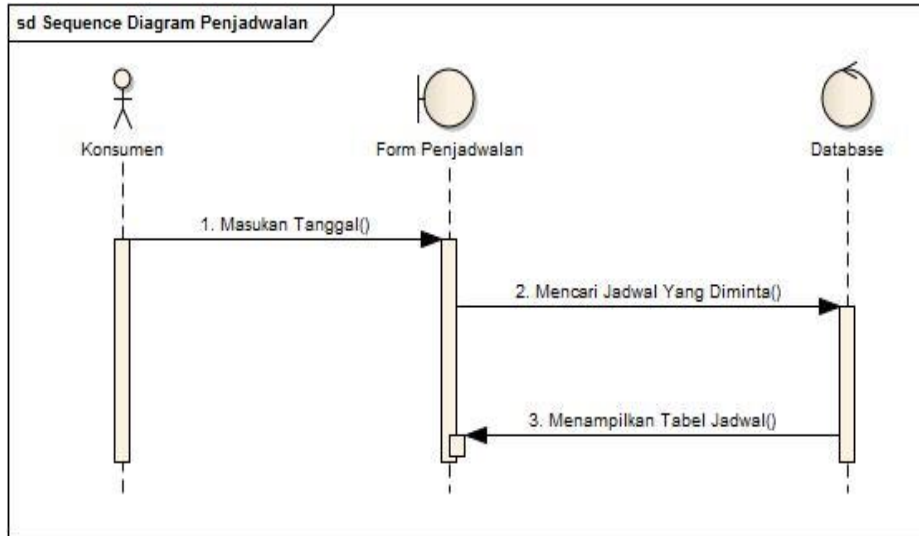 sd Sequence Diagram Penjadwalan
Konsumen
Form Penjadwalan
Database
1. Masukan Tanggal()
2. Mencari Jadwal Yang Diminta()
3. Menampilkan Tabel Jadwal()